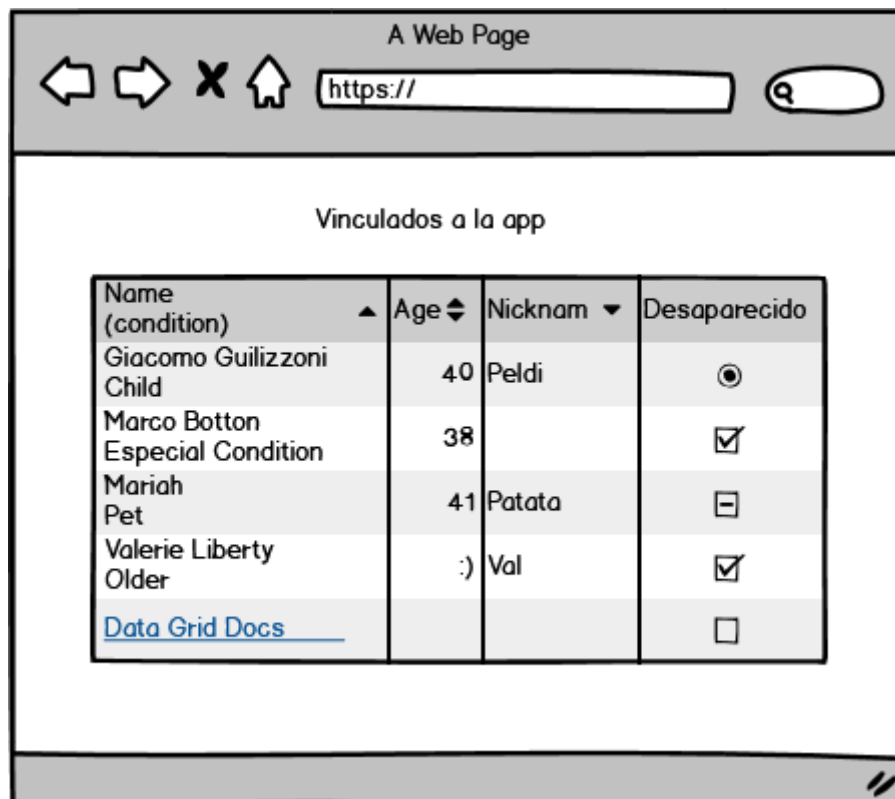 A Web Page
https://
Vinculados a la app
Name
(condition)
Age
Nicknam
Desaparecido
Giacomo Guilizzoni
Child
40
Peldi
Marco Botton
Especial Condition
38
Mariah
Pet
41
Patata
Valerie Liberty
Older
:)
Val
Data Grid Docs